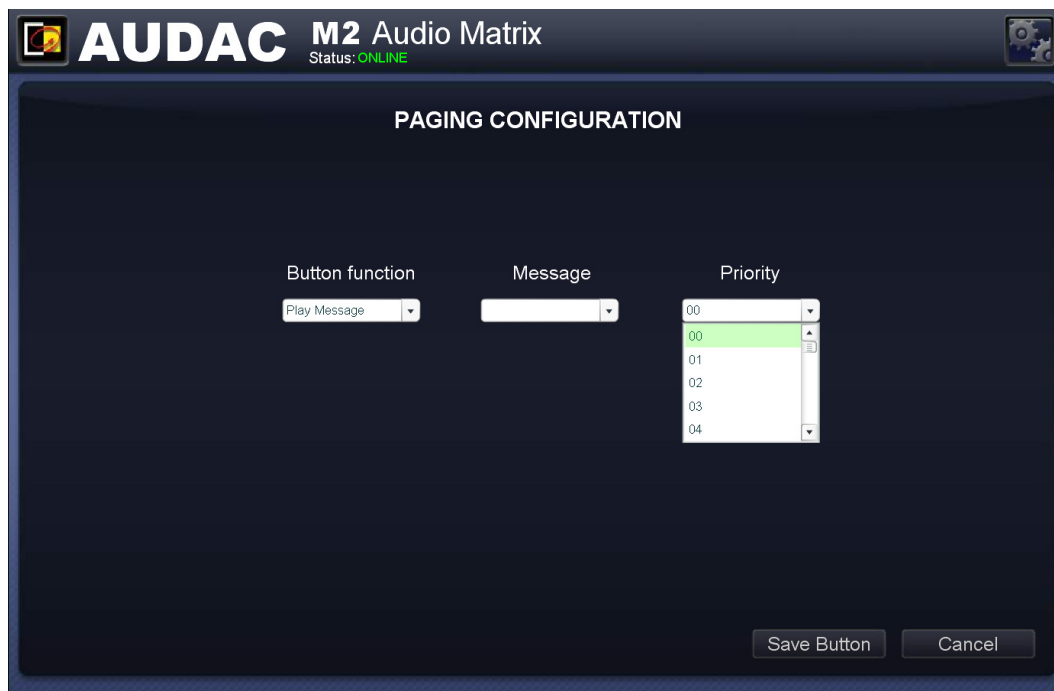 AUDAC M2 Audio Matrix
Status: ONLINE
PAGING CONFIGURATION
Button function Message Priority
Play Message 00
00
01
02
03
04
Save Button Cancel